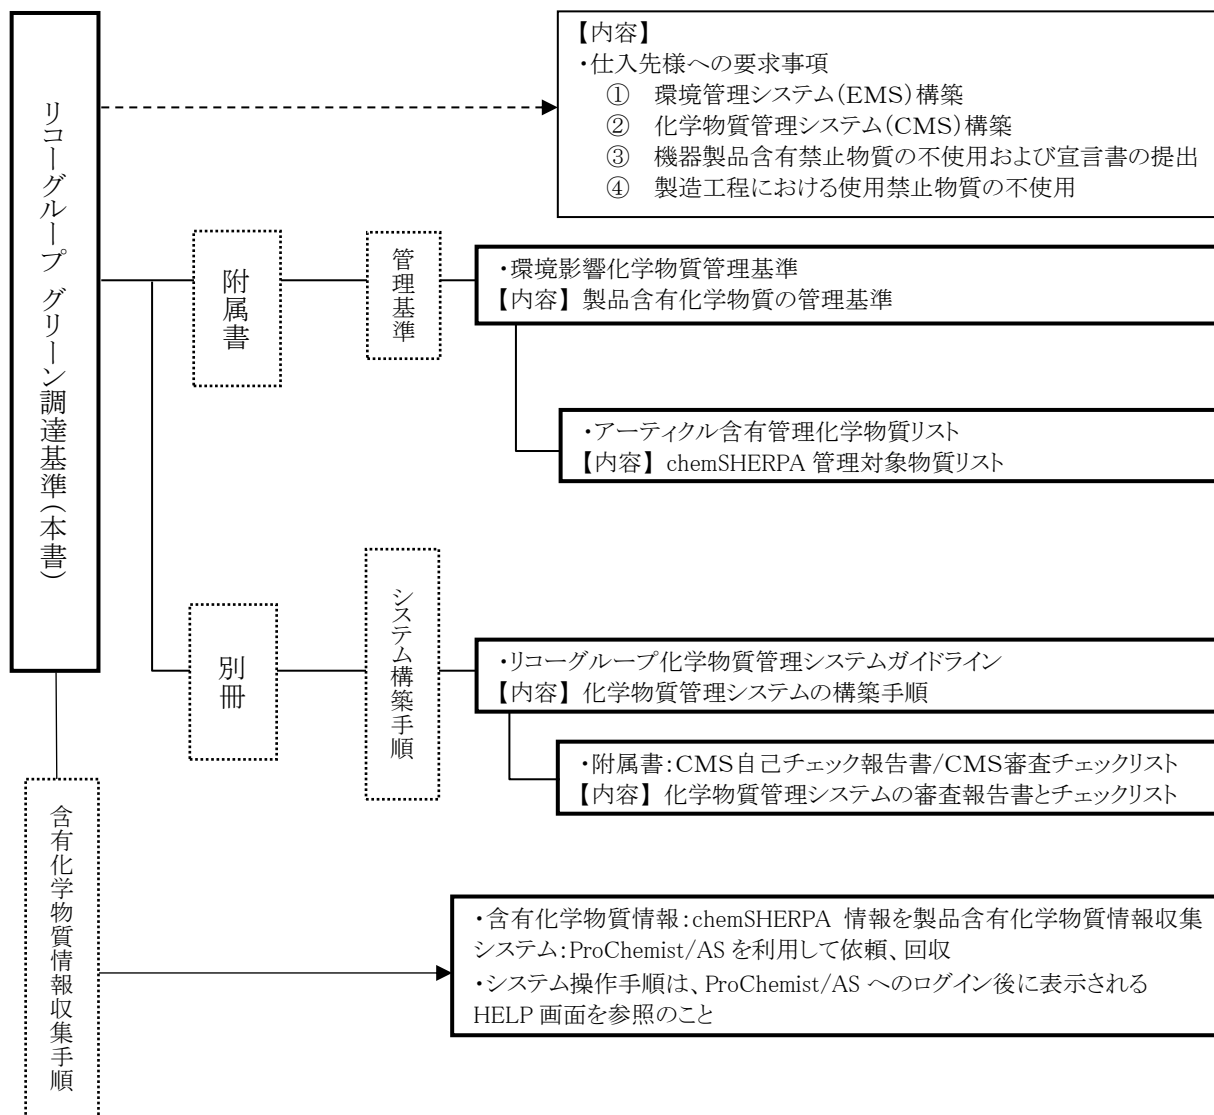 リコーグループ グリーン調達基準(本書)
【内容】
・仕入先様への要求事項
① 環境管理システム(EMS)構築
② 化学物質管理システム(CMS)構築
③ 機器製品含有禁止物質の不使用および宣言書の提出
④ 製造工程における使用禁止物質の不使用
附属書
管理基準
・環境影響化学物質管理基準
【内容】 製品含有化学物質の管理基準
・アーティクル含有管理化学物質リスト
【内容】 chemSHERPA 管理対象物質リスト
別冊
システム構築手順
・リコーグループ化学物質管理システムガイドライン
【内容】 化学物質管理システムの構築手順
・附属書:CMS自己チェック報告書/CMS審査チェックリスト
【内容】 化学物質管理システムの審査報告書とチェックリスト
含有化学物質情報収集手順
・含有化学物質情報:chemSHERPA 情報を製品含有化学物質情報収集
システム:ProChemist/AS を利用して依頼、回収
・システム操作手順は、ProChemist/AS へのログイン後に表示される
HELP 画面を参照のこと